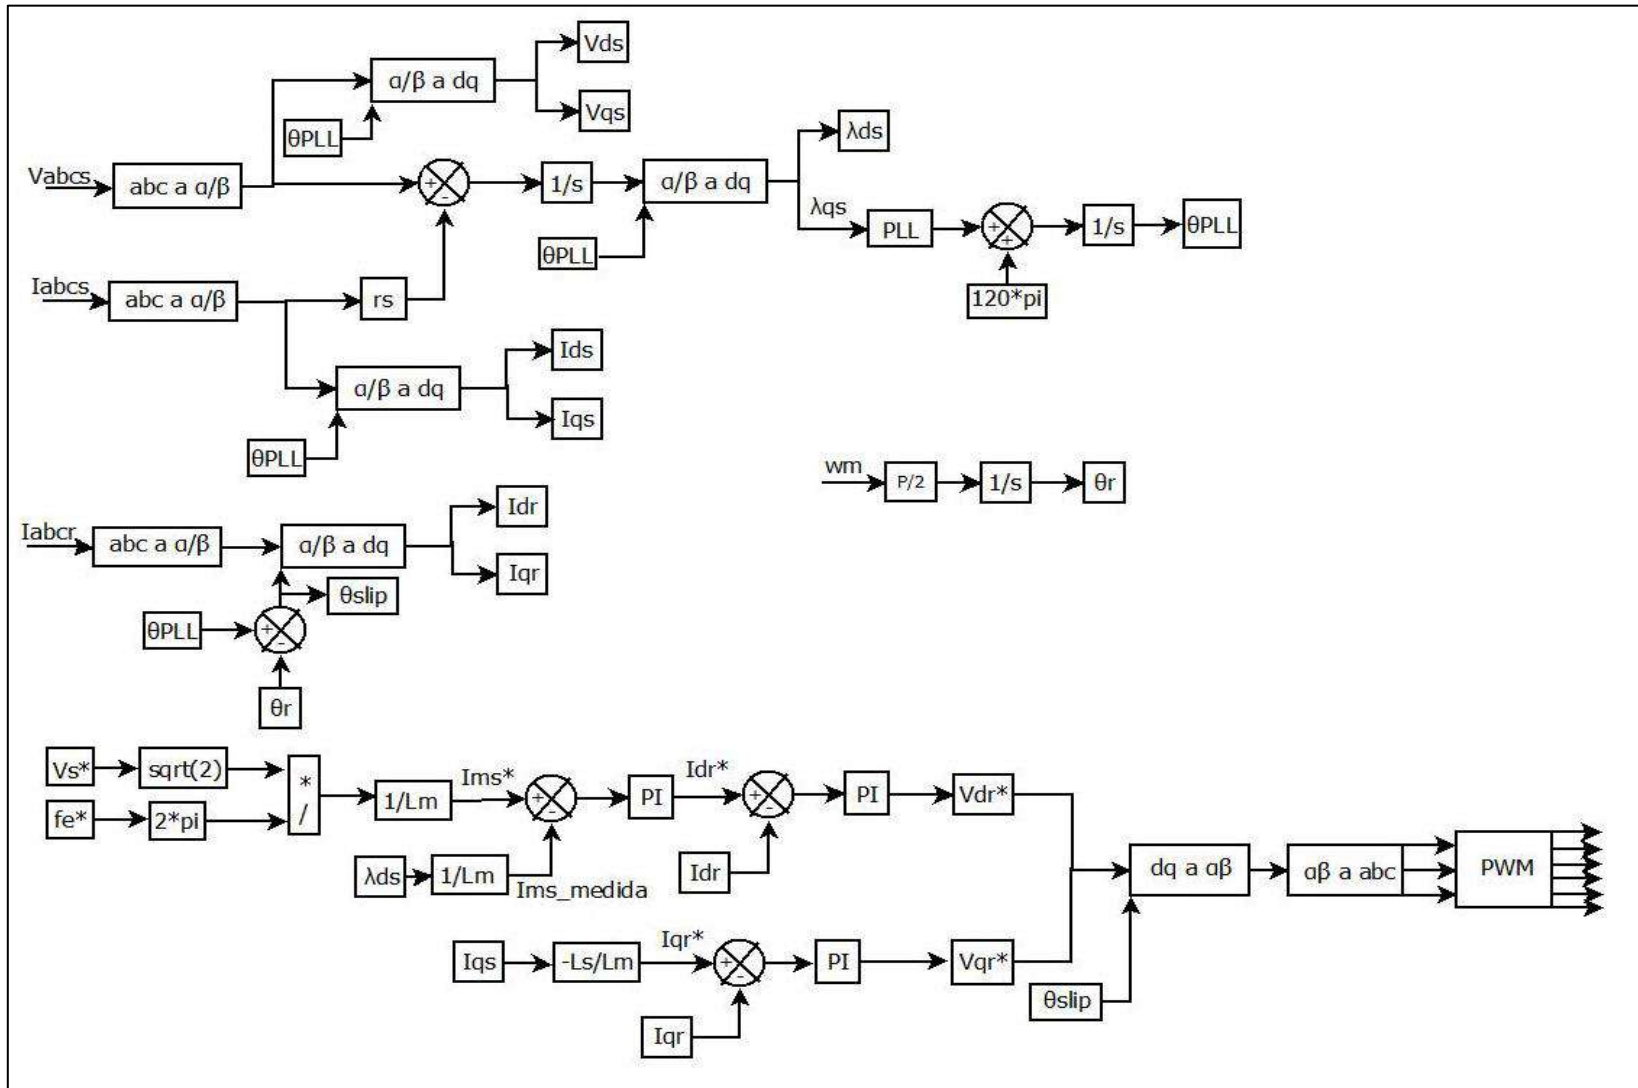 Vds
α/β a dq
Vqs
θPLL
λds
Vabcs
abc a α/β
+
-
1/s
α/β a dq
λqs
PLL
+
+
1/s
θPLL
θPLL
120*pi
Iabcs
abc a α/β
rs
Ids
α/β a dq
Iqs
θPLL
wm
P/2
1/s
θr
Idr
Iabcr
abc a α/β
α/β a dq
Iqr
θslip
θPLL
+
-
θr
Vs*
sqrt(2)
*
/
fe*
2*pi
1/Lm
Ims*
+
-
PI
Idr*
+
-
PI
Vdr*
λds
1/Lm
Ims_medida
Idr
dq a αβ
αβ a abc
PWM
Iqs
-Ls/Lm
Iqr*
+
-
PI
Vqr*
θslip
Iqr